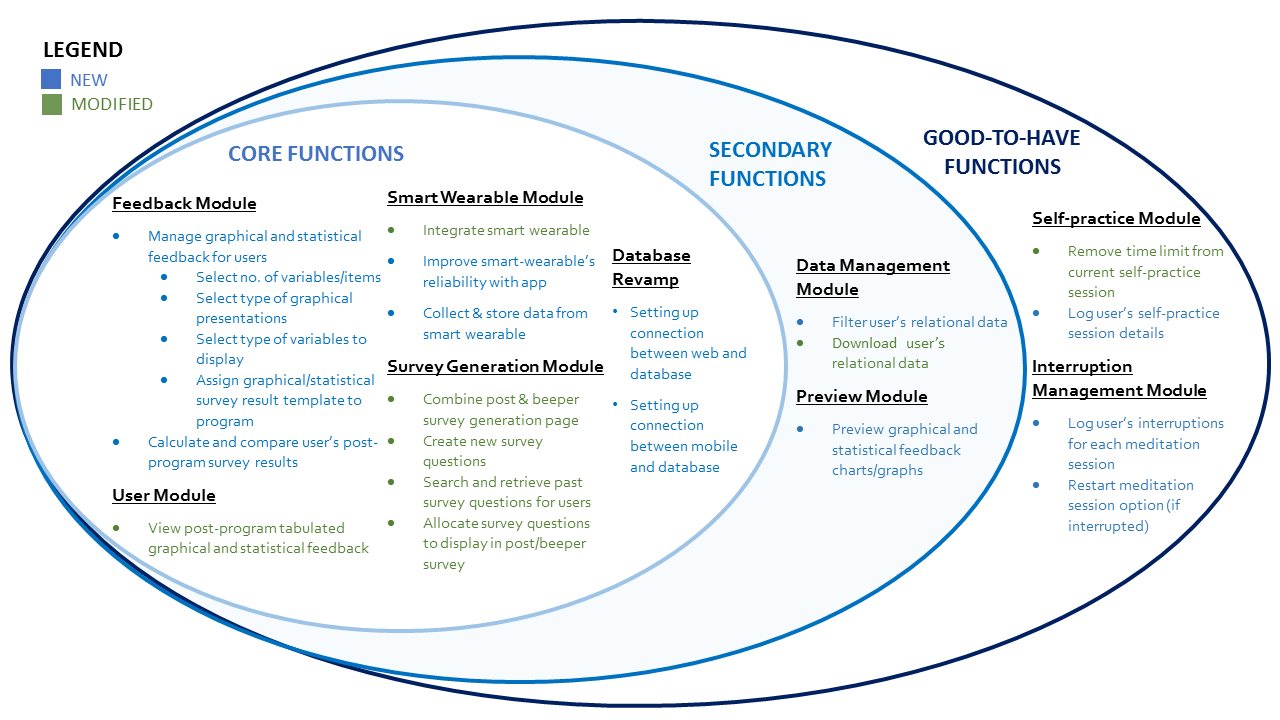 LEGEND
NEW
MODIFIED
CORE FUNCTIONS
Feedback Module
• Manage graphical and statistical
feedback for users
• Select no. of variables/items
• Select type of graphical
presentations
• Select type of variables to
display
• Assign graphical/statistical
survey result template to
program
• Calculate and compare user's post-
program survey results
User Module
• View post-program tabulated
graphical and statistical feedback
Smart Wearable Module
• Integrate smart wearable
• Improve smart-wearable's
reliability with app
• Collect & store data from
smart wearable
Survey Generation Module
• Combine post & beeper
survey generation page
• Create new survey
questions
• Search and retrieve past
survey questions for users
• Allocate survey questions
to display in post/beeper
survey
Database
Revamp
• Setting up
connection
between web and
database
• Setting up
connection
between mobile
and database
SECONDARY
FUNCTIONS
Data Management
Module
• Filter user's relational data
• Download user's
relational data
Preview Module
• Preview graphical and
statistical feedback
charts/graphs
GOOD-TO-HAVE
FUNCTIONS
Self-practice Module
• Remove time limit from
current self-practice
session
• Log user's self-practice
session details
Interruption
Management Module
• Log user's interruptions
for each meditation
session
• Restart meditation
session option (if
interrupted)